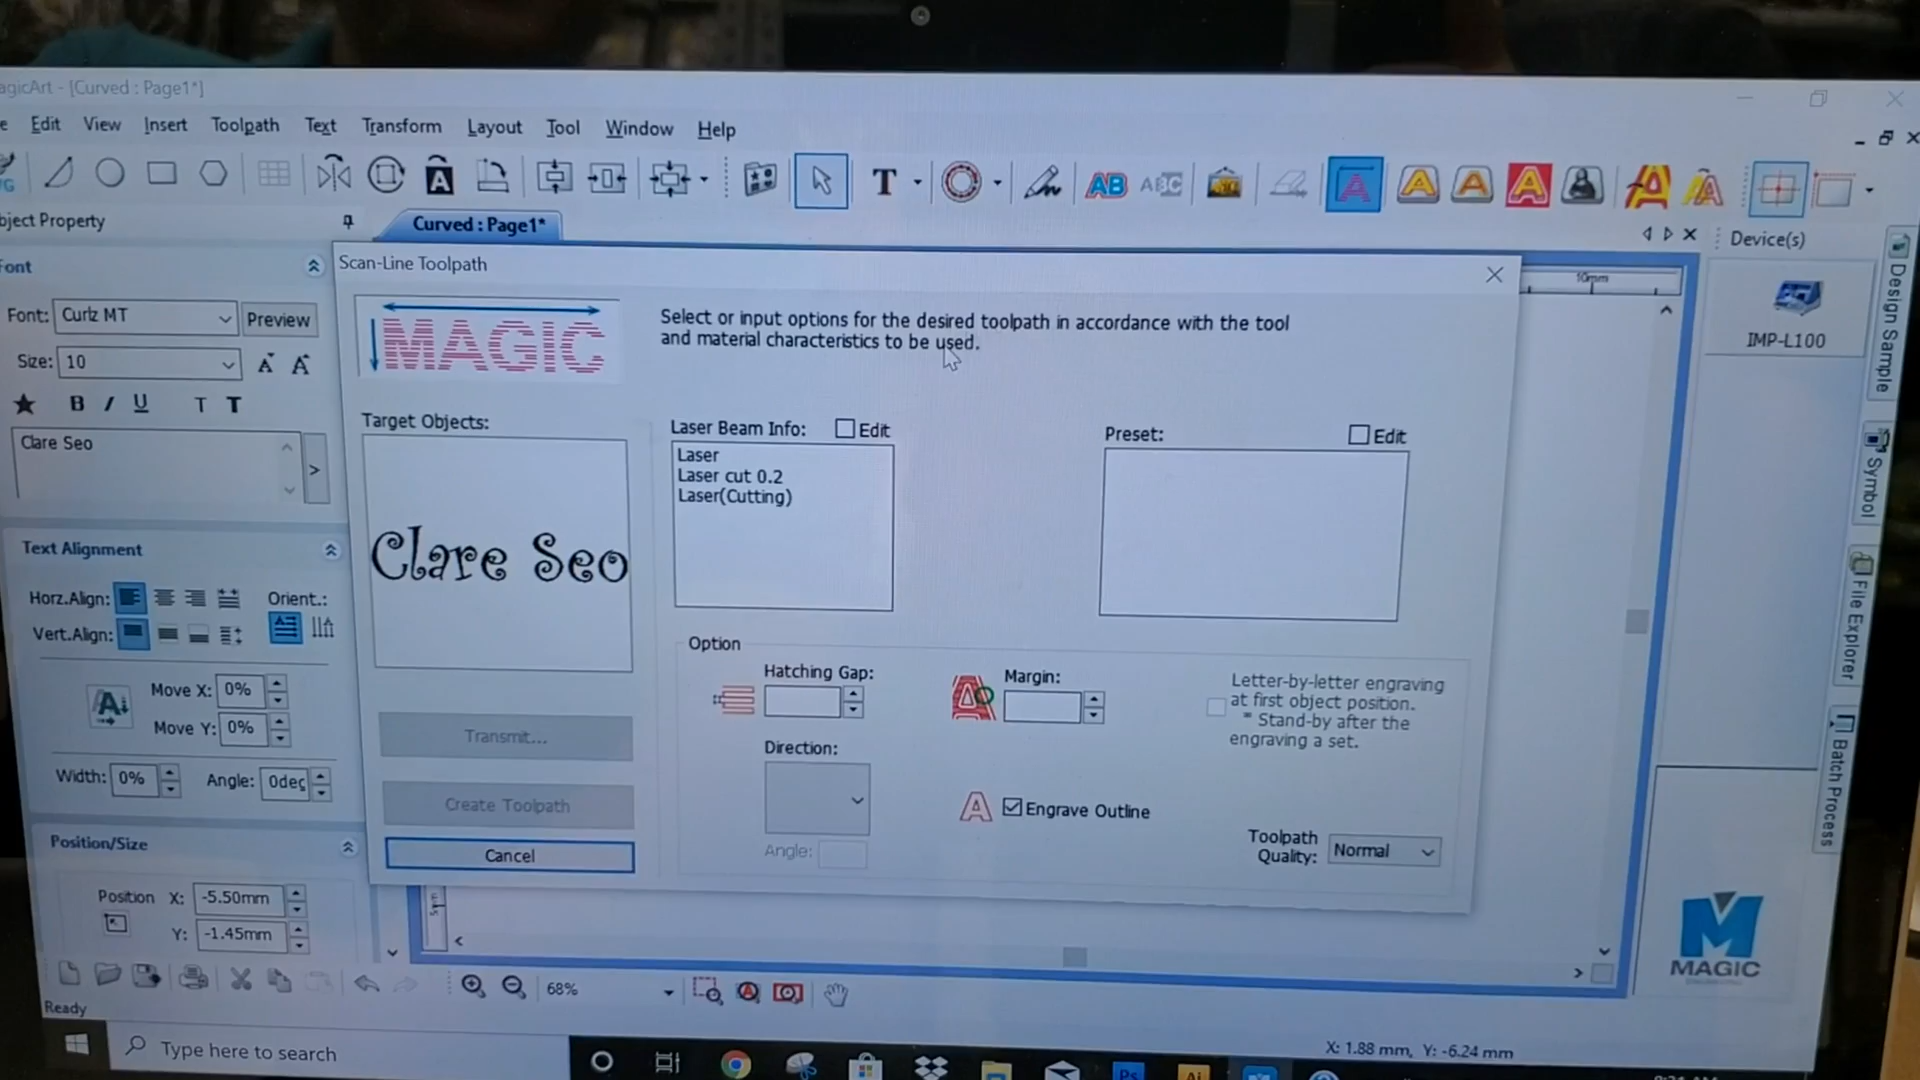 agicArt - [Curved : Page1*]
e Edit View Insert Toolpath Text Transform Layout Tool Window Help
T AB ABC
bject Property
Curved : Page1*
Device(s)
Font
Font: Curlz MT Preview
Size: 10
B I U T T
Clare Seo
>
Text Alignment
Horz.Align: Orient.:
Vert.Align:
Move X: 0%
Move Y: 0%
Width: 0% Angle: 0deg
Position/Size
Position X: -5.50mm
Y: -1.45mm
Scan-Line Toolpath
MAGIC
Select or input options for the desired toolpath in accordance with the tool
and material characteristics to be used.
Target Objects:
Clare Seo
Laser Beam Info: Edit
Laser
Laser cut 0.2
Laser(Cutting)
Preset: Edit
Option
Hatching Gap:
Margin:
Letter-by-letter engraving
at first object position.
* Stand-by after the
engraving a set.
Direction:
Engrave Outline
Angle:
Toolpath
Quality: Normal
Transmit...
Create Toolpath
Cancel
10mm
5mm
IMP-L100
Design Sample
Symbol
File Explorer
Batch Process
MAGIC
68%
Ready
X: 1.88 mm, Y: -6.24 mm
Type here to search
Ps
Ai